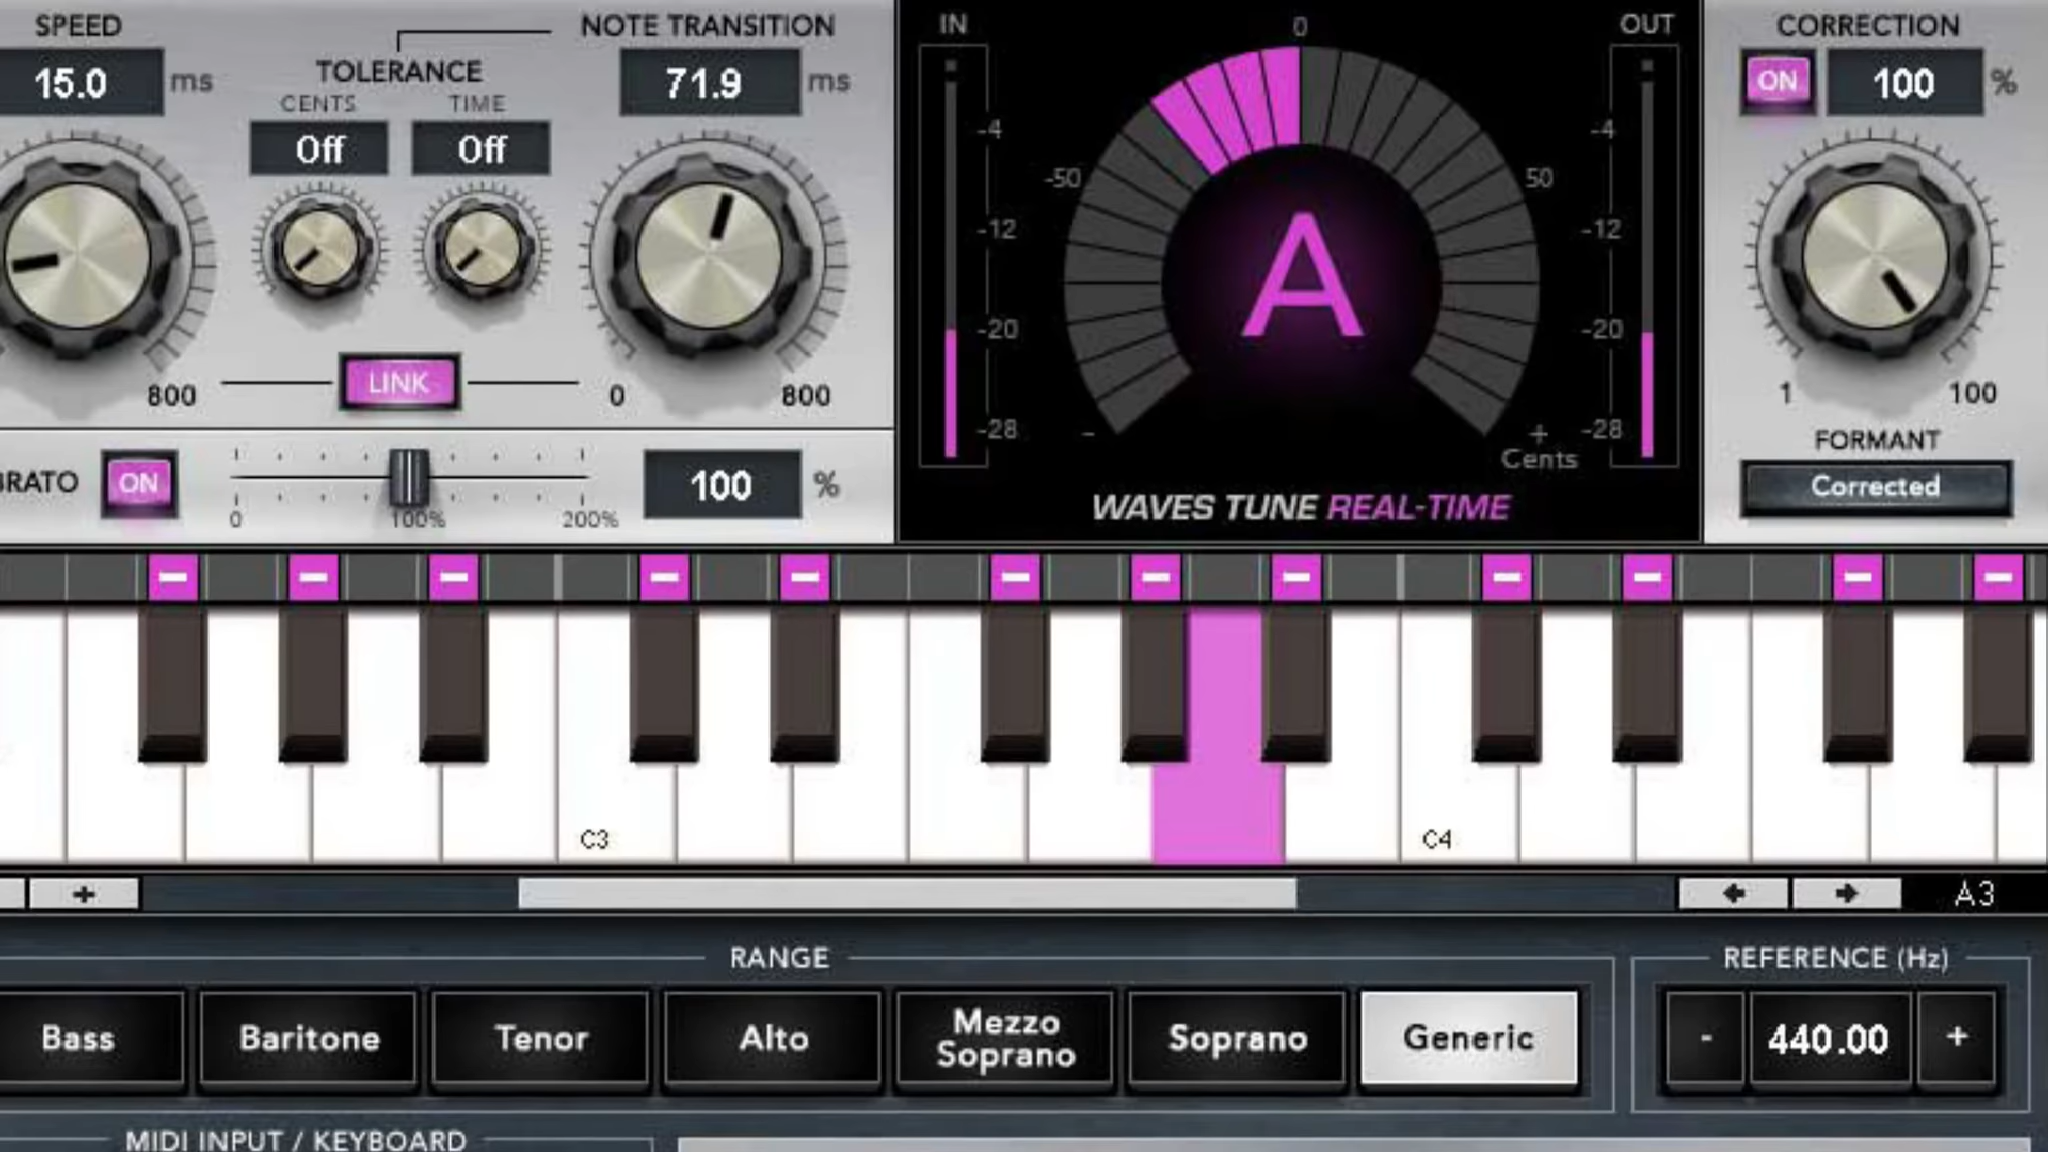 SPEED
15.0 ms
800
TOLERANCE
CENTS
Off
TIME
Off
LINK
NOTE TRANSITION
71.9 ms
0
800
BRATO
ON
0
100%
200%
100 %
IN
-4
-12
-20
-28
0
-50
50
A
-
+
Cents
OUT
-4
-12
-20
-28
WAVES TUNE REAL-TIME
CORRECTION
ON
100 %
1
100
FORMANT
Corrected
C3
C4
+
A3
RANGE
Bass
Baritone
Tenor
Alto
Mezzo
Soprano
Soprano
Generic
REFERENCE (Hz)
-
440.00
+
MIDI INPUT / KEYBOARD